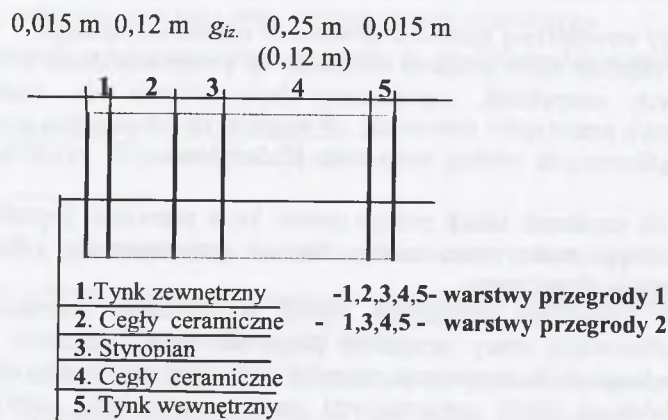 0,015 m 0,12 m g_iz. 0,25 m 0,015 m
(0,12 m)
1 2 3 4 5
1.Tynk zewnętrzny -1,2,3,4,5- warstwy przegrody 1
2. Cegły ceramiczne - 1,3,4,5 - warstwy przegrody 2
3. Styropian
4. Cegły ceramiczne
5. Tynk wewnętrzny